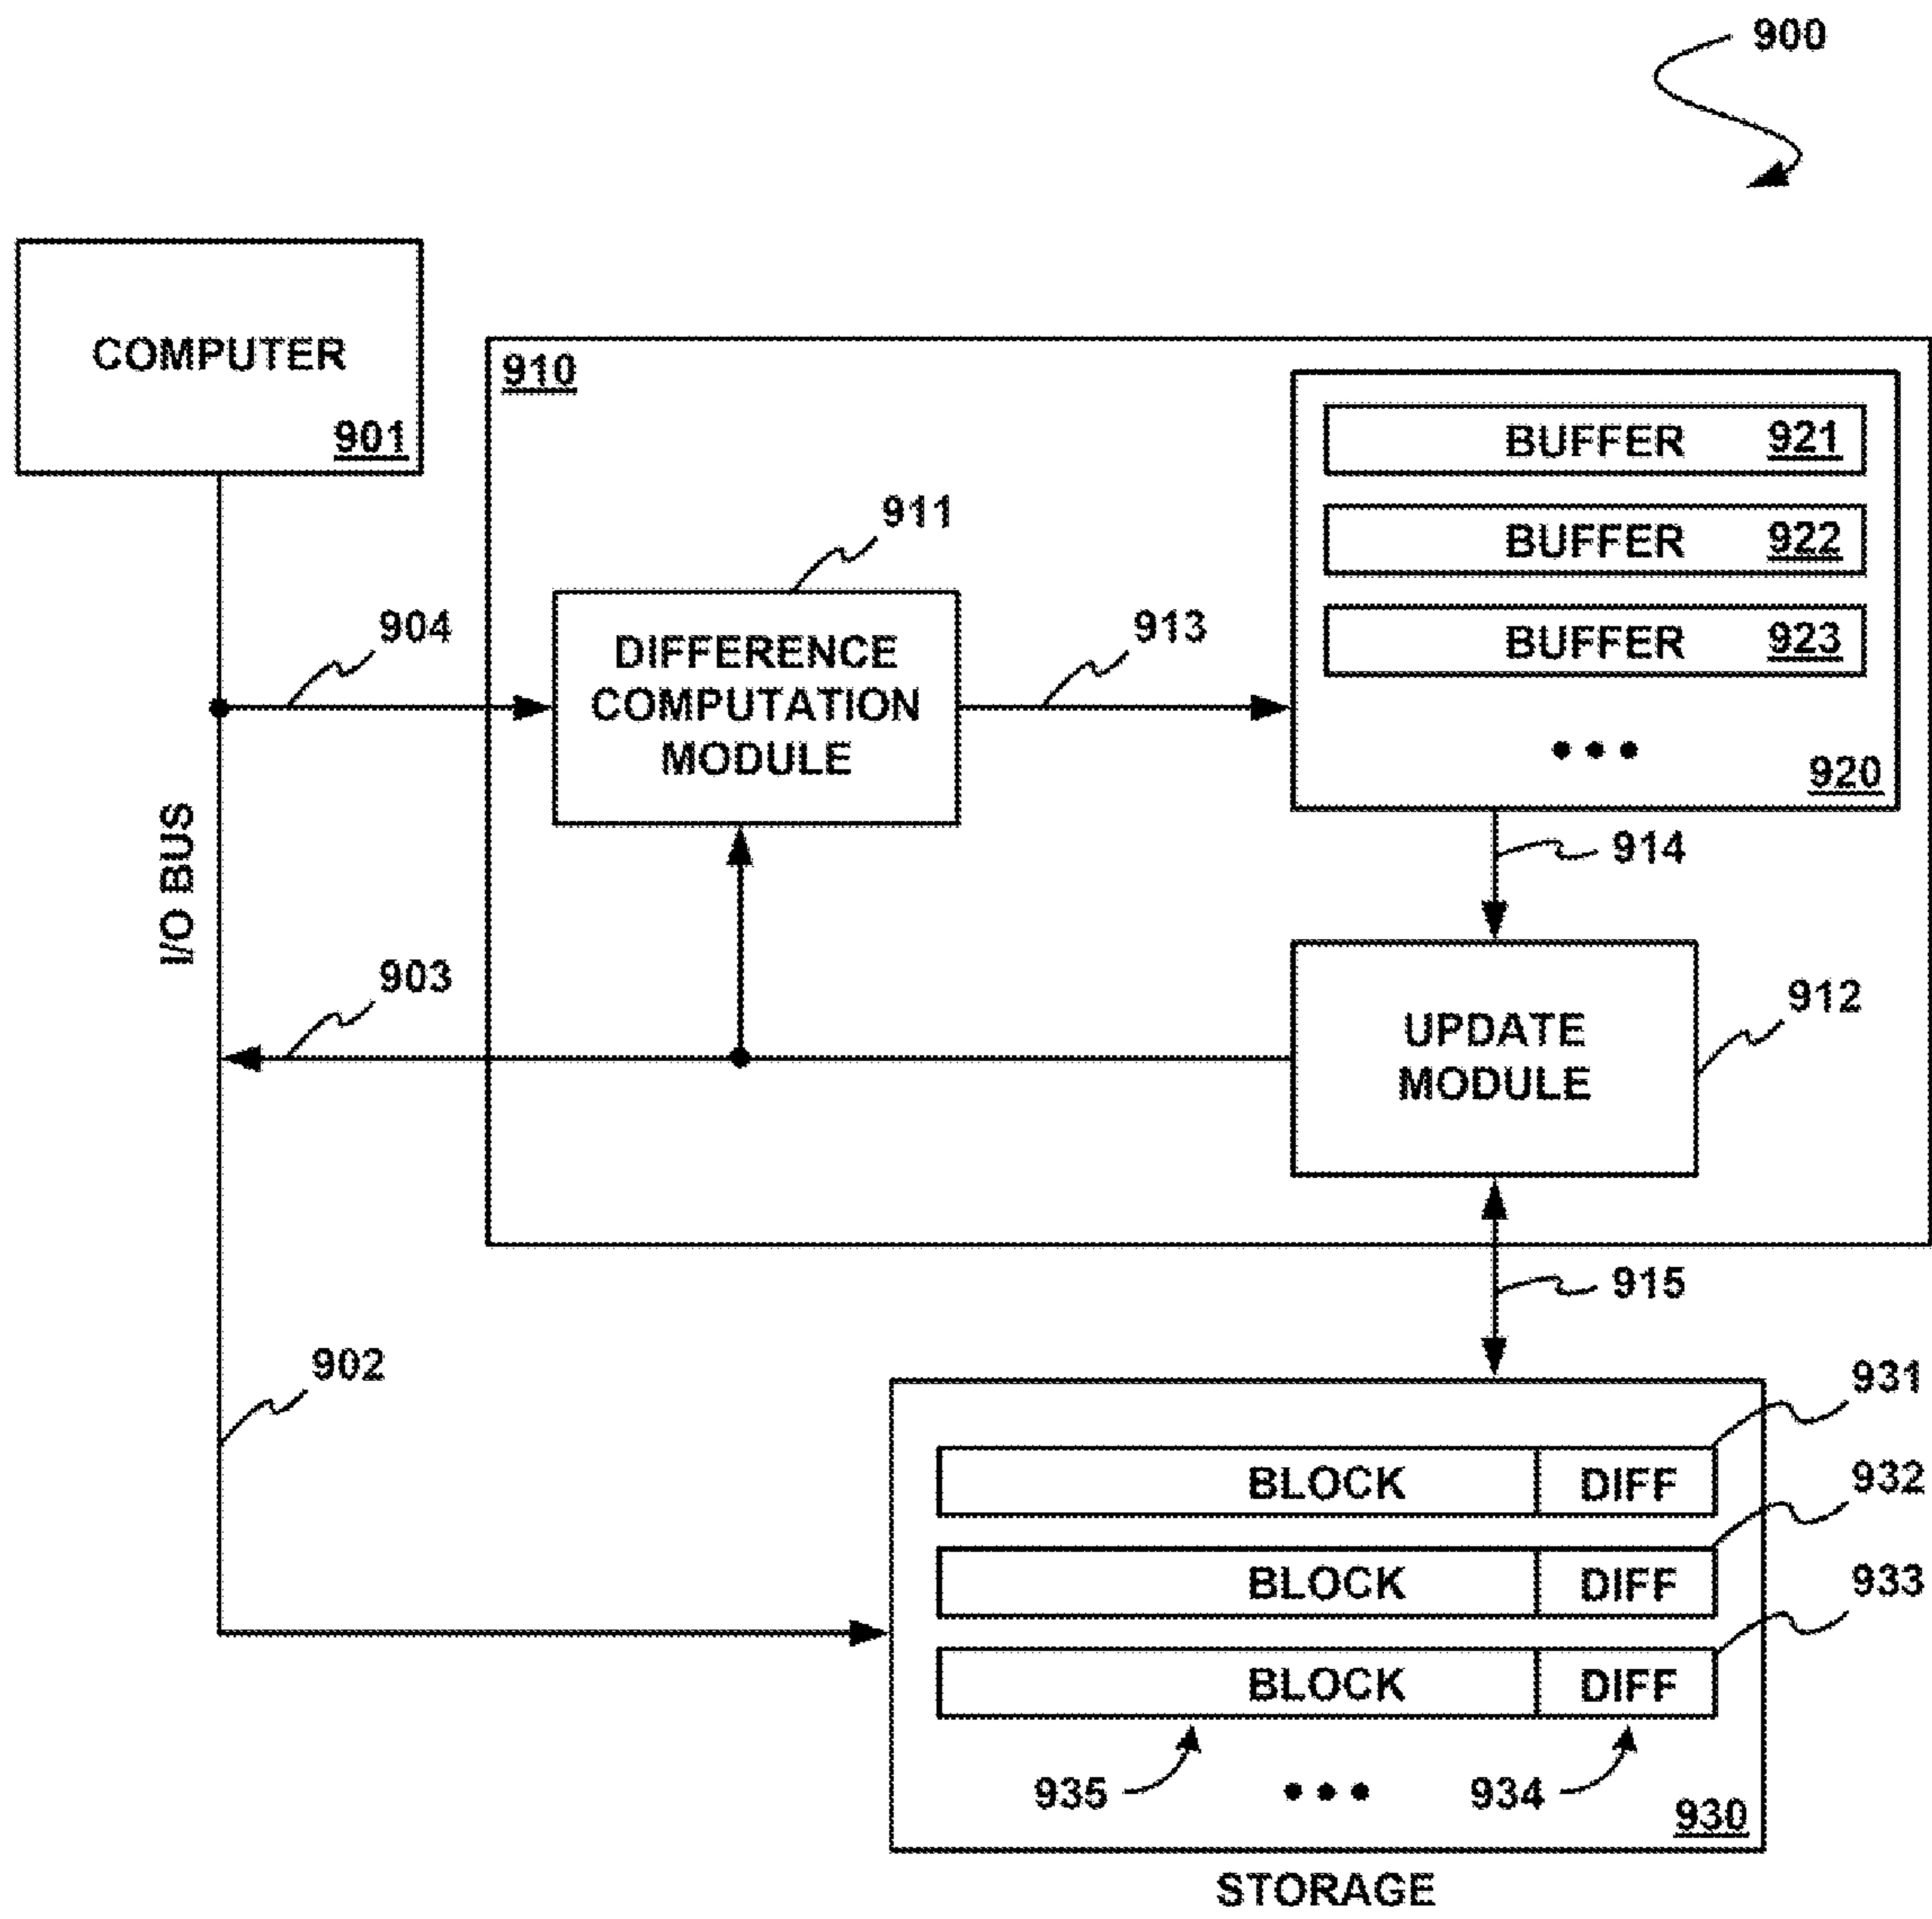 900
COMPUTER
901
910
BUFFER 921
BUFFER 922
BUFFER 923
920
911
904
DIFFERENCE
COMPUTATION
MODULE
913
914
I/O BUS
903
UPDATE
MODULE
912
915
902
931
BLOCK DIFF
932
BLOCK DIFF
933
BLOCK DIFF
935
934
930
STORAGE